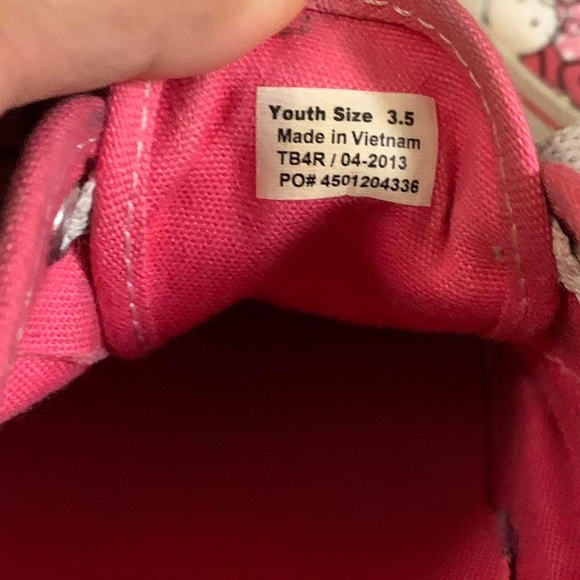 Youth Size 3.5
Made in Vietnam
TB4R / 04-2013
PO# 4501204336